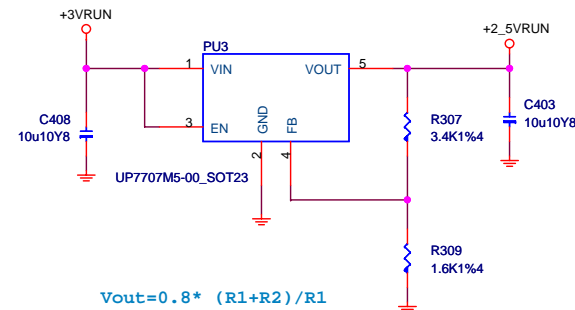 +3VRUN
+2_5VRUN
PU3
1
VIN
VOUT
5
C408
10u10Y8
3
EN
GND
FB
2
4
R307
3.4K1%4
C403
10u10Y8
UP7707M5-00_SOT23
R309
1.6K1%4
Vout=0.8* (R1+R2)/R1